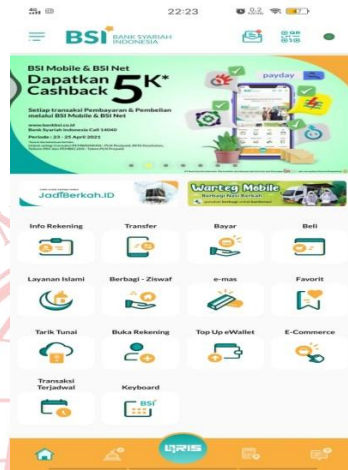 4G 22:23 0.2
BSI BANK SYARIAH
INDONESIA
BSI Mobile & BSI Net
Dapatkan 5K*
Cashback
Setiap transaksi Pembayaran & Pembelian
melalui BSI Mobile & BSI Net
www.bankbsi.co.id
Bank Syariah Indonesia Call 14040
Periode : 23 - 25 April 2021
payday
JadiBerkah.ID
Warteg Mobile
Berbagi Nasi Berkah
Info Rekening Transfer Bayar Beli
Layanan Islami Berbagi - Ziswaf e-mas Favorit
Tarik Tunai Buka Rekening Top Up eWallet E-Commerce
Transaksi
Terjadwal Keyboard
BSI
QRIS